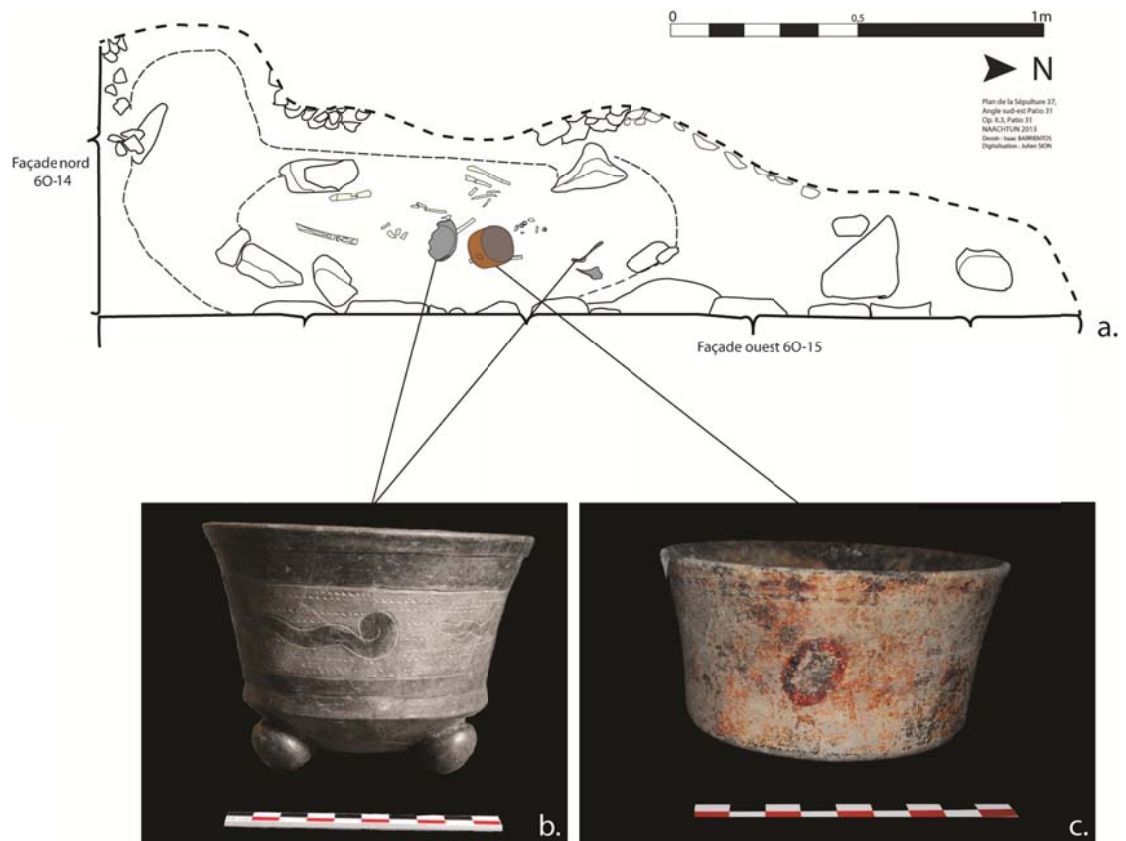 0
0,5
1m
N
Plan de la Sépulture 37,
Angle sud-est Patio 31
Op. II.3, Patio 31
NAACHTUN 2013
Dessin : Isaac BARRIENTOS
Digitalisation : Julien SION
Façade nord
6O-14
a.
Façade ouest 6O-15
b.
c.